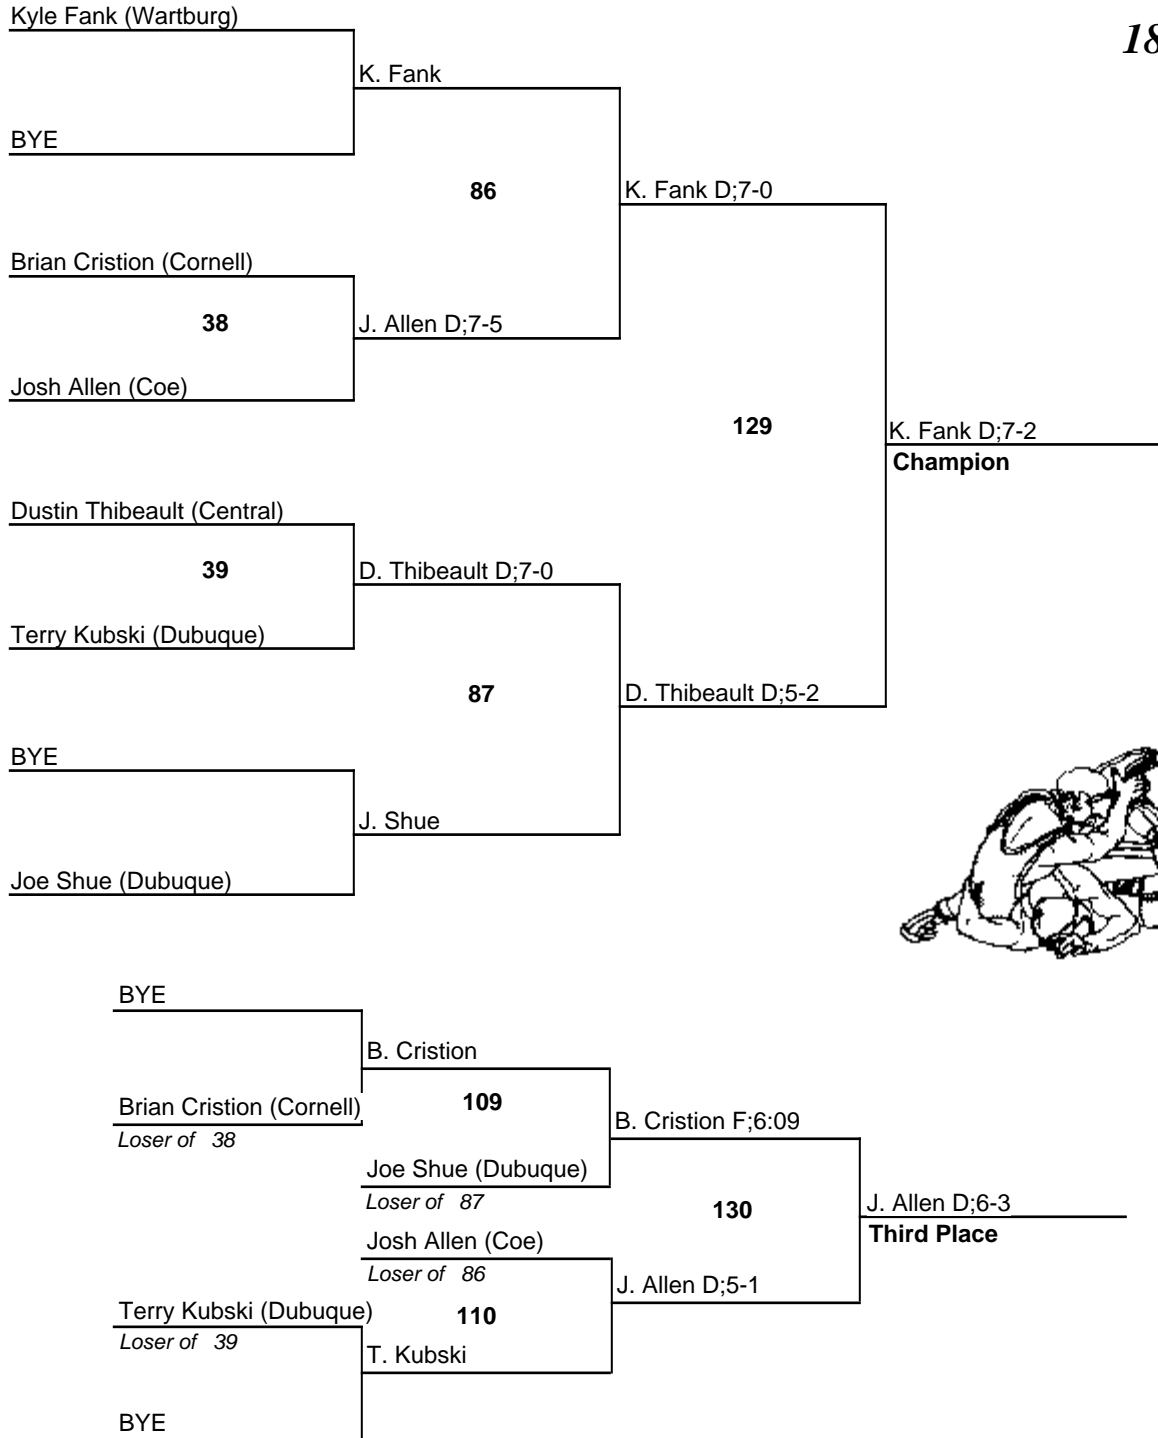 Kyle Fank (Wartburg)
18
K. Fank
BYE
86
K. Fank D;7-0
Brian Cristion (Cornell)
38
J. Allen D;7-5
Josh Allen (Coe)
129
K. Fank D;7-2
Champion
Dustin Thibeault (Central)
39
D. Thibeault D;7-0
Terry Kubski (Dubuque)
87
D. Thibeault D;5-2
BYE
J. Shue
Joe Shue (Dubuque)
BYE
B. Cristion
Brian Cristion (Cornell)
Loser of 38
109
B. Cristion F;6:09
Joe Shue (Dubuque)
Loser of 87
130
J. Allen D;6-3
Third Place
Josh Allen (Coe)
Loser of 86
J. Allen D;5-1
Terry Kubski (Dubuque)
Loser of 39
110
T. Kubski
BYE